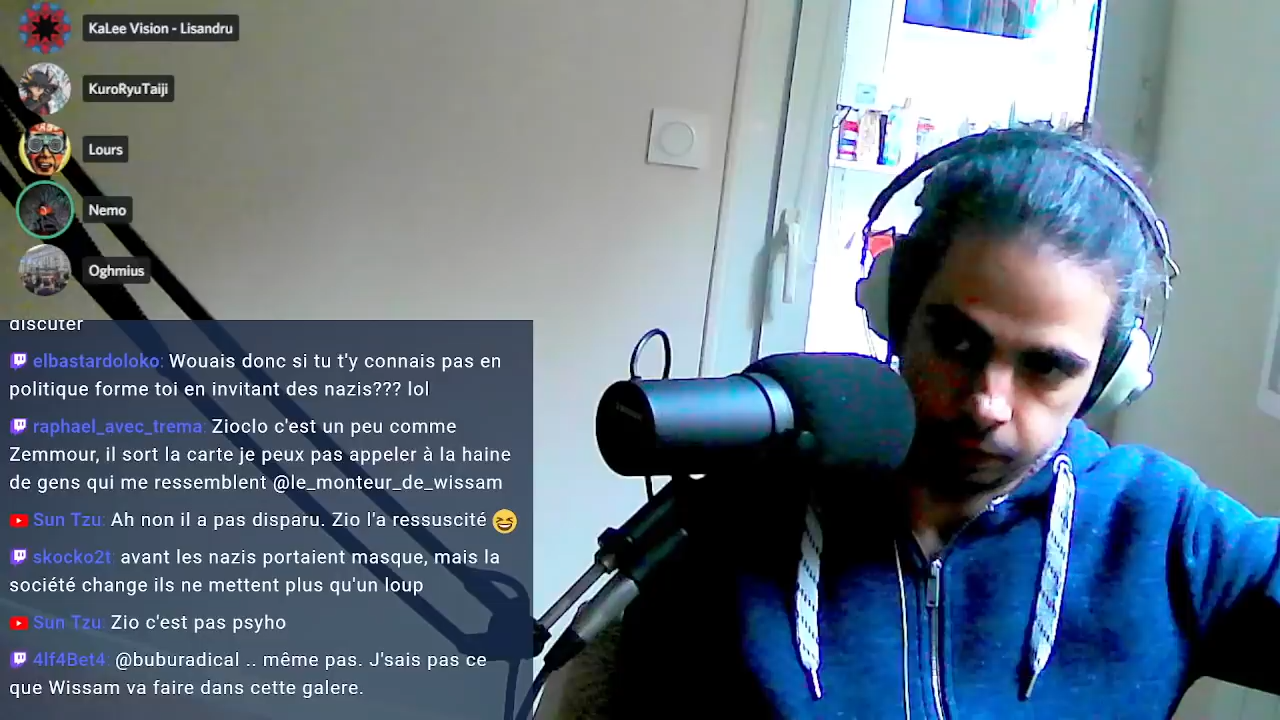 KaLee Vision - Lisandru
KuroRyuTaiji
Lours
Nemo
Oghmius
discuter
elbastardoloko: Wouais donc si tu t'y connais pas en
politique forme toi en invitant des nazis??? lol
raphael_avec_trema: Zioclo c'est un peu comme
Zemmour, il sort la carte je peux pas appeler à la haine
de gens qui me ressemblent @le_monteur_de_wissam
Sun Tzu: Ah non il a pas disparu. Zio l'a ressuscité 😆
skocko2t: avant les nazis portaient masque, mais la
société change ils ne mettent plus qu'un loup
Sun Tzu: Zio c'est pas psyho
4lf4Bet4: @buburadical .. même pas. J'sais pas ce
que Wissam va faire dans cette galere.